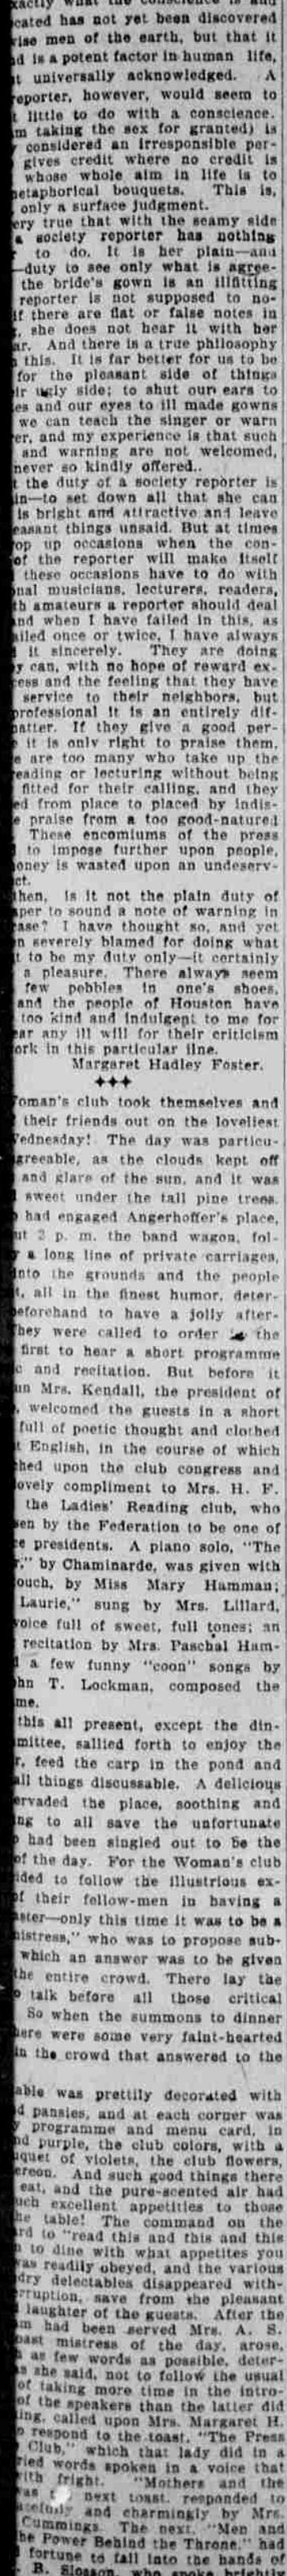 xactly what the conscience is and
cated has not yet been discovered
rise men of the earth, but that it
d is a potent factor in human life,
t universally acknowledged. A
eporter, however, would seem to
t little to do with a conscience.
m taking the sex for granted) is
considered an irresponsible per-
gives credit where no credit is
whose whole aim in life is to
etaphorical bouquets. This is,
only a surface judgment.
ery true that with the seamy side
a society reporter has nothing
to do. It is her plain—and
—duty to see only what is agree-
the bride's gown is an illfitting
reporter is not supposed to no-
if there are flat or false notes in
, she does not hear it with her
ar. And there is a true philosophy
this. It is far better for us to be
for the pleasant side of things
ir ugly side; to shut our ears to
es and our eyes to ill made gowns
we can teach the singer or warn
er, and my experience is that such
and warning are not welcomed,
never so kindly offered..
t the duty of a society reporter is
in—to set down all that she can
is bright and attractive and leave
easant things unsaid. But at times
op up occasions when the con-
of the reporter will make itself
these occasions have to do with
nal musicians, lecturers, readers,
th amateurs a reporter should deal
nd when I have failed in this, as
ailed once or twice, I have always
it sincerely. They are doing
y can, with no hope of reward ex-
cess and the feeling that they have
service to their neighbors, but
professional it is an entirely dif-
atter. If they give a good per-
it is only right to praise them.
e are too many who take up the
eading or lecturing without being
fitted for their calling, and they
ed from place to placed by indis-
e praise from a too good-natured
These encomiums of the press
to impose further upon people,
oney is wasted upon an undeserv-
ct.
hen, is it not the plain duty of
aper to sound a note of warning in
ase? I have thought so, and yet
n severely blamed for doing what
t to be my duty only—it certainly
a pleasure. There always seem
few pebbles in one's shoes,
and the people of Houston have
too kind and indulgent to me for
ar any ill will for their criticism
ork in this particular line.
Margaret Hadley Foster.
oman's club took themselves and
their friends out on the loveliest
ednesday! The day was particu-
greeable, as the clouds kept off
and glare of the sun, and it was
sweet under the tall pine trees.
had engaged Angerhoffer's place,
ut 2 p. m. the band wagon, fol-
y a long line of private carriages,
into the grounds and the people
t, all in the finest humor, deter-
eforehand to have a jolly after-
hey were called to order in the
first to hear a short programme
c and recitation. But before it
un Mrs. Kendall, the president of
, welcomed the guests in a short
full of poetic thought and clothed
t English, in the course of which
hed upon the club congress and
ovely compliment to Mrs. H. F.
the Ladies' Reading club, who
en by the Federation to be one of
e presidents. A piano solo, "The
," by Chaminarde, was given with
ouch, by Miss Mary Hamman;
Laurie," sung by Mrs. Lillard,
voice full of sweet, full tones; an
recitation by Mrs. Paschal Ham-
a few funny "coon" songs by
hn T. Lockman, composed the
me.
this all present, except the din-
mittee, sallied forth to enjoy the
r, feed the carp in the pond and
all things discussable. A delicious
ervaded the place, soothing and
ng to all save the unfortunate
had been singled out to be the
of the day. For the Woman's club
ided to follow the illustrious ex-
of their fellow-men in having a
aster—only this time it was to be a
istress," who was to propose sub-
which an answer was to be given
the entire crowd. There lay the
o talk before all those critical
So when the summons to dinner
here were some very faint-hearted
in the crowd that answered to the
able was prettily decorated with
d pansies, and at each corner was
y programme and menu card, in
nd purple, the club colors, with a
uquet of violets, the club flowers,
ereon. And such good things there
eat, and the pure-scented air had
uch excellent appetities to those
he table! The command on the
rd to "read this and this and this
to dine with what appetites you
as readily obeyed, and the various
dry delectables disappeared with-
rruption, save from the pleasant
laughter of the guests. After the
m had been served Mrs. A. S.
oast mistress of the day, arose,
as few words as possible, deter-
s she said, not to follow the usual
of taking more time in the intro-
of the speakers than the latter did
ing, called upon Mrs. Margaret H.
o respond to the toast, "The Press
Club," which that lady did in a
ried words spoken in a voice that
ith fright. "Mothers and the
as next toast, responded to
and charmingly by Mrs.
Cummings. The next, "Men and
he Power Behind the Throne," had
fortune to fall into the hands of
B. Slosson, who spoke brightly